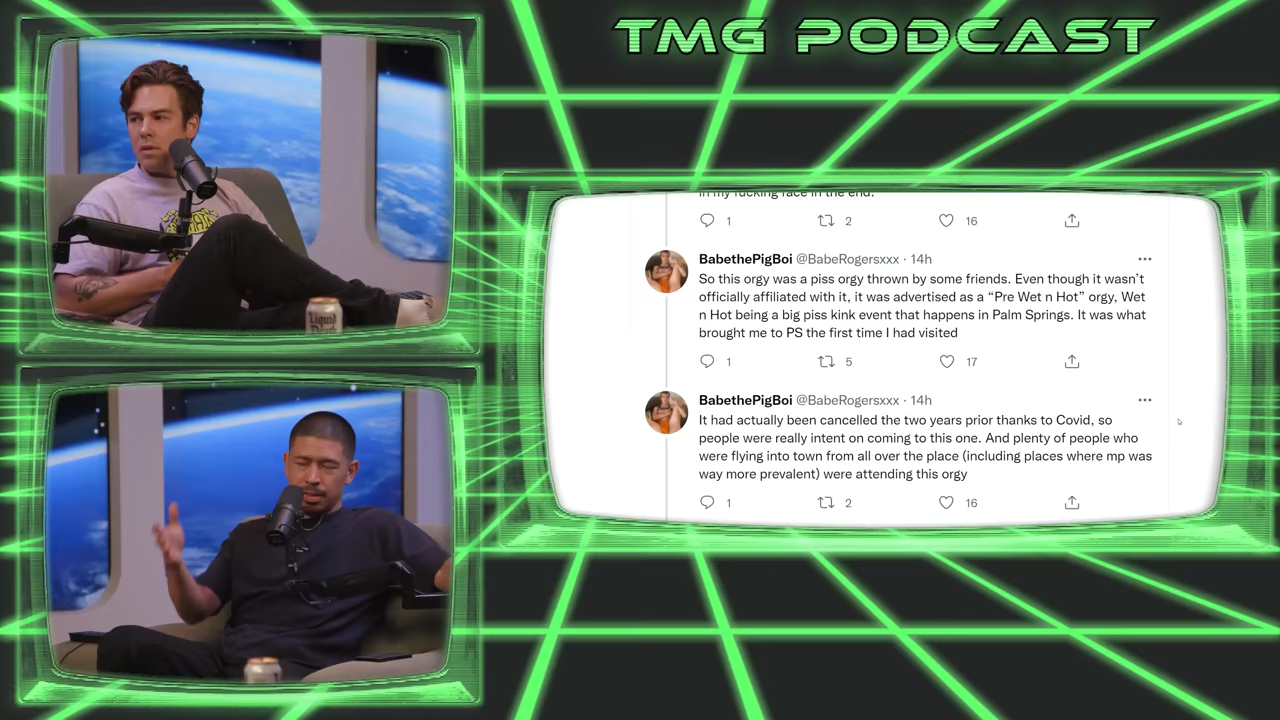 TMG PODCAST
in my fucking face in the end.
1 2 16
BabethePigBoi @BabeRogersxxx · 14h
So this orgy was a piss orgy thrown by some friends. Even though it wasn't
officially affiliated with it, it was advertised as a “Pre Wet n Hot” orgy, Wet
n Hot being a big piss kink event that happens in Palm Springs. It was what
brought me to PS the first time I had visited
1 5 17
BabethePigBoi @BabeRogersxxx · 14h
It had actually been cancelled the two years prior thanks to Covid, so
people were really intent on coming to this one. And plenty of people who
were flying into town from all over the place (including places where mp was
way more prevalent) were attending this orgy
1 2 16
Liquid